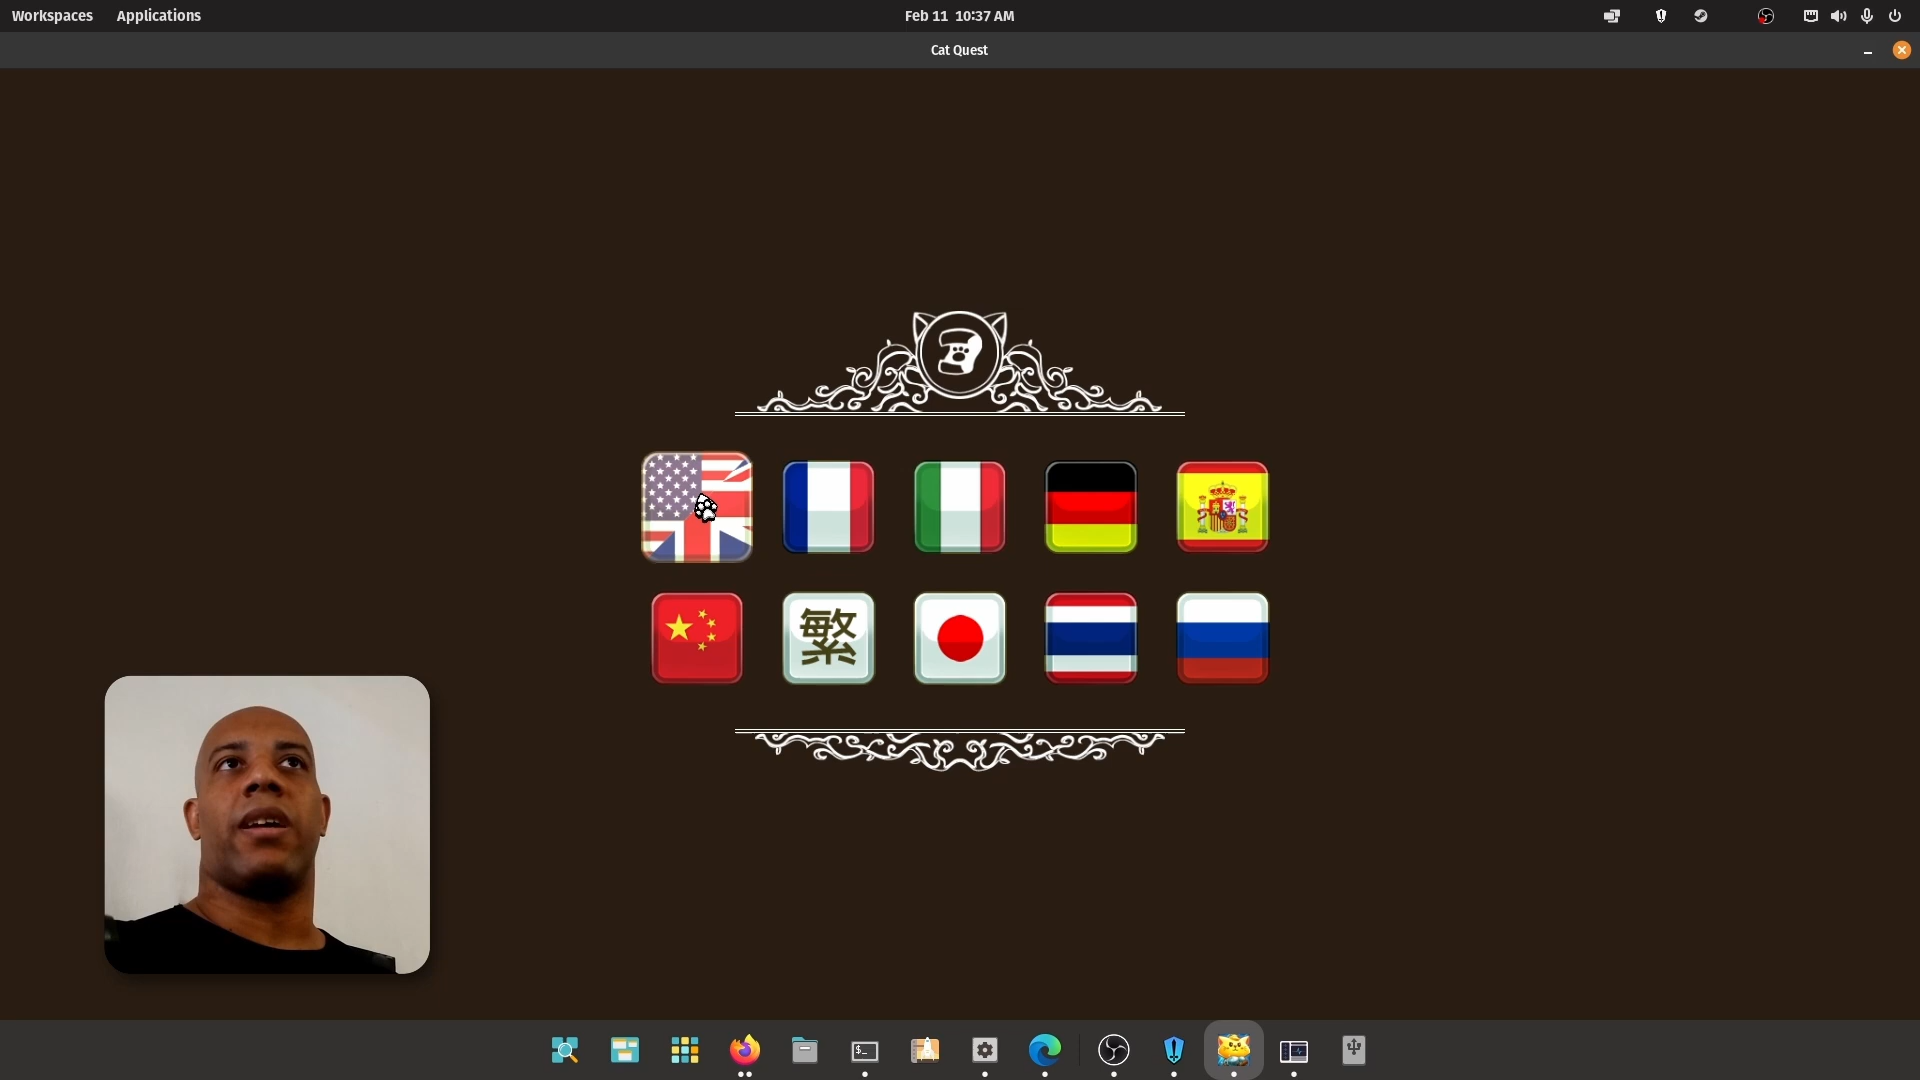 Workspaces Applications Feb 11 10:37 AM
Cat Quest
繁
$_